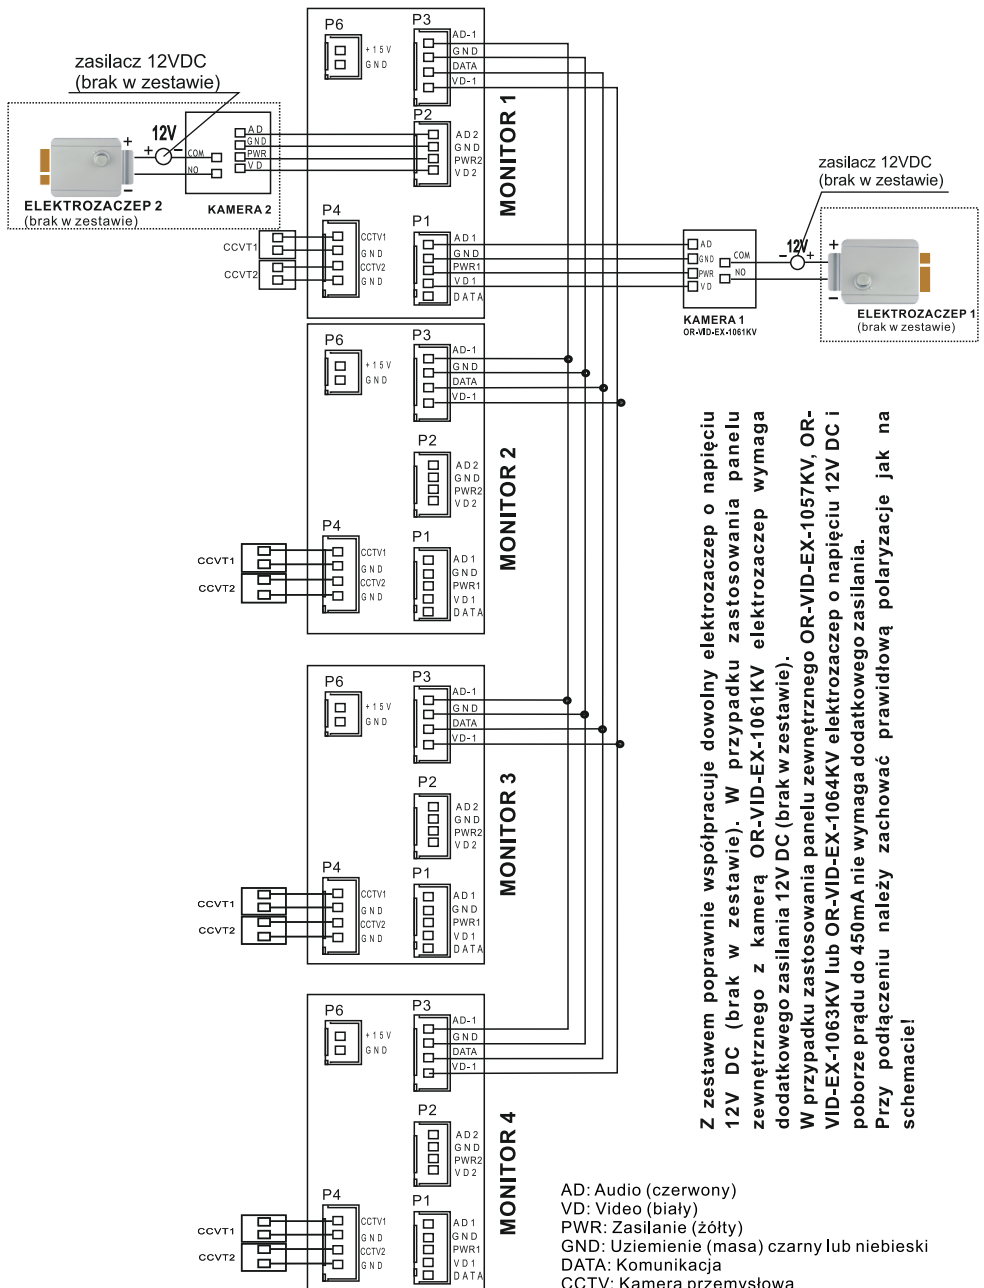 zasilacz 12VDC
(brak w zestawie)
12V
+
–
+
–
COM
NO
AD
GND
PWR
VD
ELEKTROZACZEP 2
(brak w zestawie)
KAMERA 2
P6
+15V
GND
P3
AD-1
GND
DATA
VD-1
P2
AD2
GND
PWR2
VD2
P4
CCTV1
GND
CCTV2
GND
CCVT1
CCVT2
P1
AD1
GND
PWR1
VD1
DATA
MONITOR 1
zasilacz 12VDC
(brak w zestawie)
AD
GND
PWR
VD
COM
NO
– 12V +
+
–
KAMERA 1
OR-VID-EX-1061KV
ELEKTROZACZEP 1
(brak w zestawie)
P6
+15V
GND
P3
AD-1
GND
DATA
VD-1
P2
AD2
GND
PWR2
VD2
P4
CCTV1
GND
CCTV2
GND
CCVT1
CCVT2
P1
AD1
GND
PWR1
VD1
DATA
MONITOR 2
P6
+15V
GND
P3
AD-1
GND
DATA
VD-1
P2
AD2
GND
PWR2
VD2
P4
CCTV1
GND
CCTV2
GND
CCVT1
CCVT2
P1
AD1
GND
PWR1
VD1
DATA
MONITOR 3
P6
+15V
GND
P3
AD-1
GND
DATA
VD-1
P2
AD2
GND
PWR2
VD2
P4
CCTV1
GND
CCTV2
GND
CCVT1
CCVT2
P1
AD1
GND
PWR1
VD1
DATA
MONITOR 4
Z zestawem poprawnie współpracuje dowolny elektrozaczep o napięciu
12V DC (brak w zestawie). W przypadku zastosowania panelu
zewnętrznego z kamerą OR-VID-EX-1061KV elektrozaczep wymaga
dodatkowego zasilania 12V DC (brak w zestawie).
W przypadku zastosowania panelu zewnętrznego OR-VID-EX-1057KV, OR-
VID-EX-1063KV lub OR-VID-EX-1064KV elektrozaczep o napięciu 12V DC i
poborze prądu do 450mA nie wymaga dodatkowego zasilania.
Przy podłączeniu należy zachować prawidłową polaryzacje jak na
schemacie!
AD: Audio (czerwony)
VD: Video (biały)
PWR: Zasilanie (żółty)
GND: Uziemienie (masa) czarny lub niebieski
DATA: Komunikacja
CCTV: Kamera przemysłowa